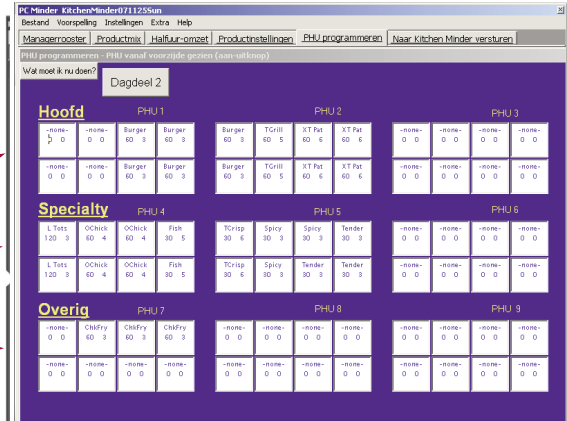 PC Minder KitchenMinder071125Sun
Bestand Voorspelling Instellingen Extra Help
Managerrooster Productmix Halfuur-omzet Productinstellingen PHU programmeren Naar Kitchen Minder versturen
PHU programmeren - PHU vanaf voorzijde gezien (aan-uitknop)
Wat moet ik nu doen? Dagdeel 2
Hoofd PHU 1 PHU 2 PHU 3
-none- -none- Burger Burger Burger TGrill XT Pat XT Pat -none- -none- -none- -none-
0 0 0 60 3 60 3 60 3 60 5 60 6 60 6 0 0 0 0 0 0 0 0
-none- -none- Burger Burger Burger TGrill XT Pat XT Pat -none- -none- -none- -none-
0 0 0 0 60 3 60 3 60 3 60 5 60 6 60 6 0 0 0 0 0 0 0 0
Specialty PHU 4 PHU 5 PHU 6
L Tots OChick OChick Fish TCrisp Spicy Spicy Tender -none- -none- -none- -none-
120 3 60 4 60 4 30 5 30 6 30 3 30 3 30 3 0 0 0 0 0 0 0 0
L Tots OChick OChick Fish TCrisp Spicy Tender Tender -none- -none- -none- -none-
120 3 60 4 60 4 30 5 30 6 30 3 30 3 30 3 0 0 0 0 0 0 0 0
Overig PHU 7 PHU 8 PHU 9
-none- ChkFry ChkFry ChkFry -none- -none- -none- -none- -none- -none- -none- -none-
0 0 60 3 60 3 60 3 0 0 0 0 0 0 0 0 0 0 0 0 0 0 0 0
-none- -none- -none- -none- -none- -none- -none- -none- -none- -none- -none- -none-
0 0 0 0 0 0 0 0 0 0 0 0 0 0 0 0 0 0 0 0 0 0 0 0